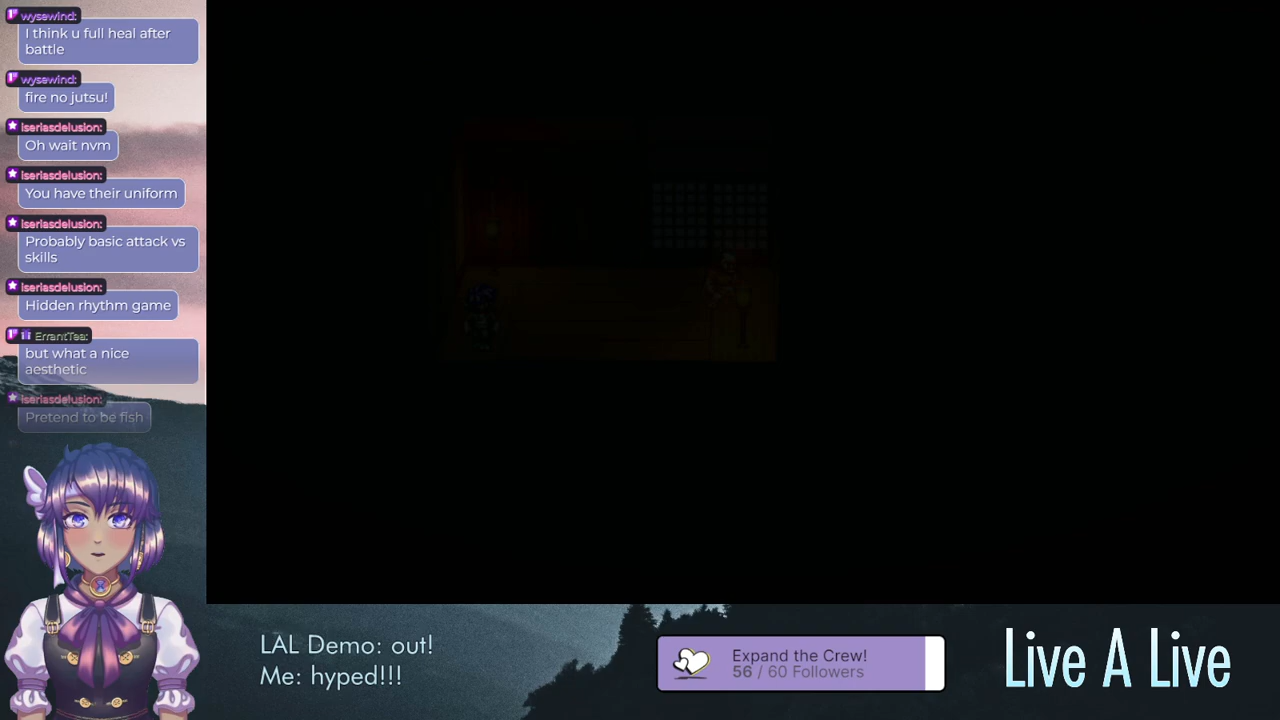 wysewind:
I think u full heal after
battle
wysewind:
fire no jutsu!
iseriasdelusion:
Oh wait nvm
iseriasdelusion:
You have their uniform
iseriasdelusion:
Probably basic attack vs
skills
iseriasdelusion:
Hidden rhythm game
ErrantTea:
but what a nice
aesthetic
iseriasdelusion:
Pretend to be fish
LAL Demo: out!
Me: hyped!!!
Expand the Crew!
56 / 60 Followers
Live A Live